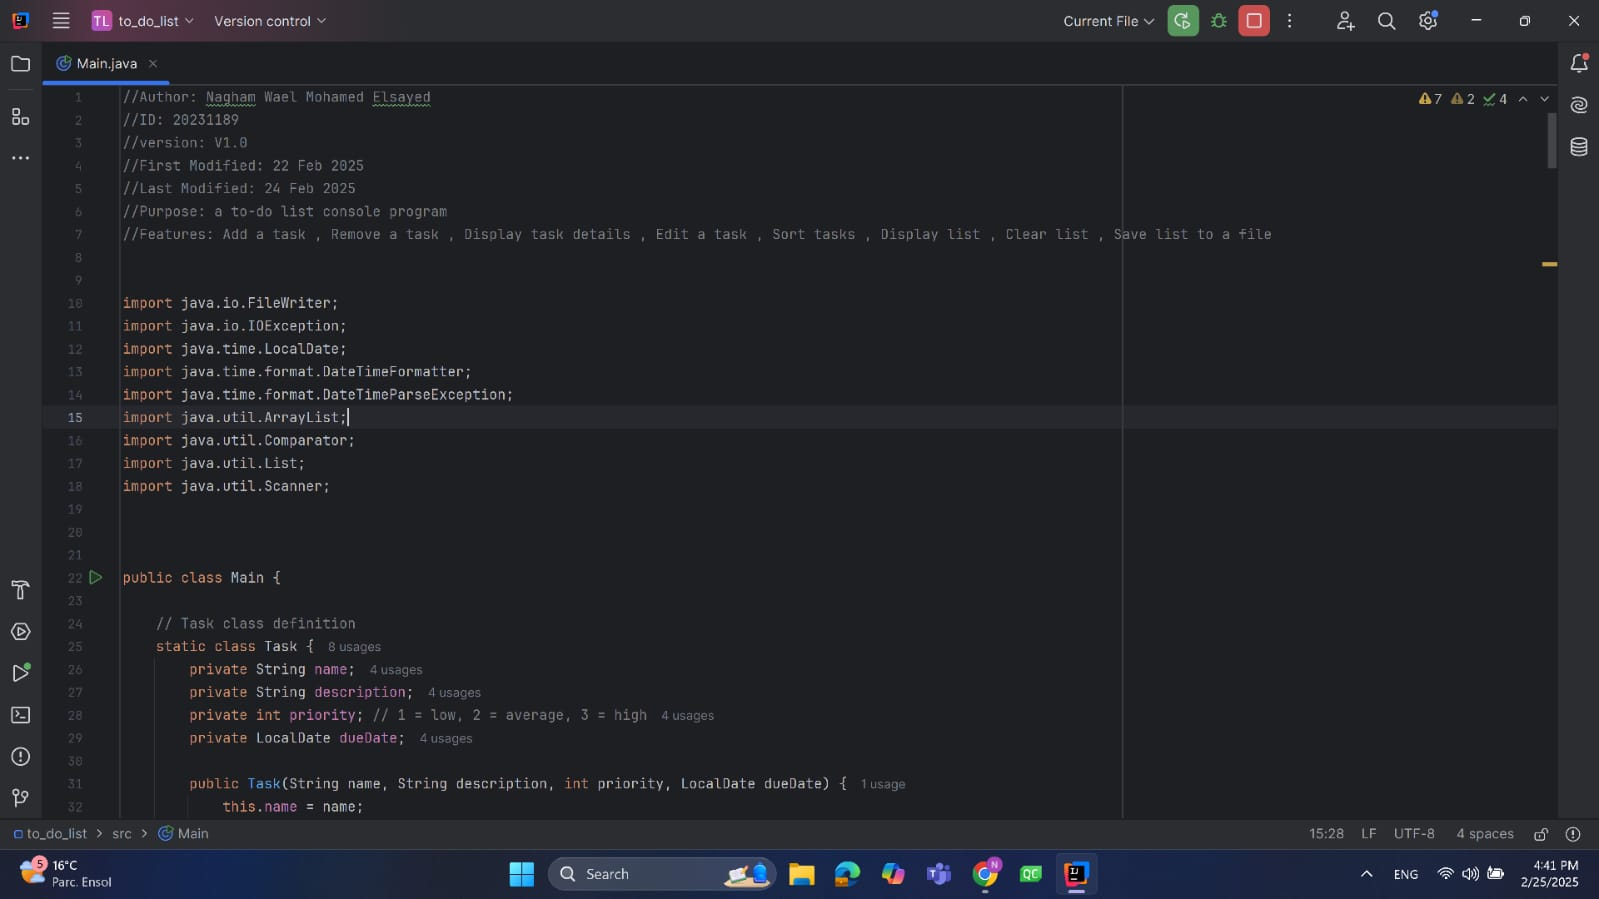 TL to_do_list Version control Current File
Main.java
1 //Author: Nagham Wael Mohamed Elsayed 7 2 4
2 //ID: 20231189
3 //version: V1.0
4 //First Modified: 22 Feb 2025
5 //Last Modified: 24 Feb 2025
6 //Purpose: a to-do list console program
7 //Features: Add a task , Remove a task , Display task details , Edit a task , Sort tasks , Display list , Clear list , Save list to a file
8
9
10 import java.io.FileWriter;
11 import java.io.IOException;
12 import java.time.LocalDate;
13 import java.time.format.DateTimeFormatter;
14 import java.time.format.DateTimeParseException;
15 import java.util.ArrayList;
16 import java.util.Comparator;
17 import java.util.List;
18 import java.util.Scanner;
19
20
21
22 public class Main {
23
24 // Task class definition
25 static class Task { 8 usages
26 private String name; 4 usages
27 private String description; 4 usages
28 private int priority; // 1 = low, 2 = average, 3 = high 4 usages
29 private LocalDate dueDate; 4 usages
30
31 public Task(String name, String description, int priority, LocalDate dueDate) { 1 usage
32 this.name = name;
to_do_list > src > Main 15:28 LF UTF-8 4 spaces
5 16°C
Parc. Ensol
Search
N
QC
IJ
ENG
4:41 PM
2/25/2025